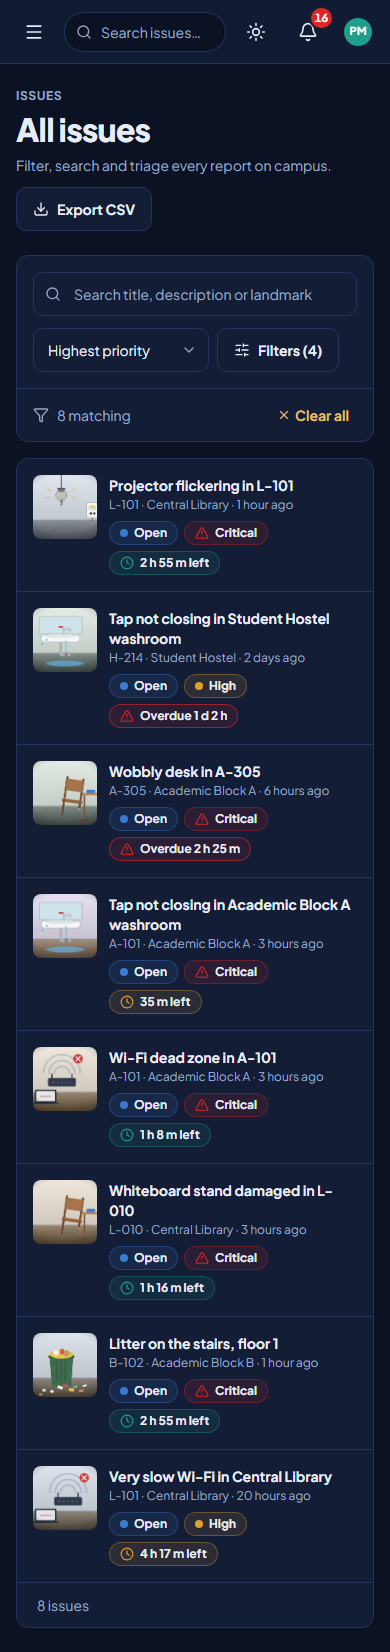 Search issues...
16
PM
ISSUES
All issues
Filter, search and triage every report on campus.
Export CSV
Search title, description or landmark
Highest priority
Filters (4)
8 matching
Clear all
Projector flickering in L-101
L-101 · Central Library · 1 hour ago
Open
Critical
2 h 55 m left
Tap not closing in Student Hostel
washroom
H-214 · Student Hostel · 2 days ago
Open
High
Overdue 1 d 2 h
Wobbly desk in A-305
A-305 · Academic Block A · 6 hours ago
Open
Critical
Overdue 2 h 25 m
Tap not closing in Academic Block A
washroom
A-101 · Academic Block A · 3 hours ago
Open
Critical
35 m left
Wi-Fi dead zone in A-101
A-101 · Academic Block A · 3 hours ago
Open
Critical
1 h 8 m left
Whiteboard stand damaged in L-
010
L-010 · Central Library · 3 hours ago
Open
Critical
1 h 16 m left
Litter on the stairs, floor 1
B-102 · Academic Block B · 1 hour ago
Open
Critical
2 h 55 m left
Very slow Wi-Fi in Central Library
L-101 · Central Library · 20 hours ago
Open
High
4 h 17 m left
8 issues